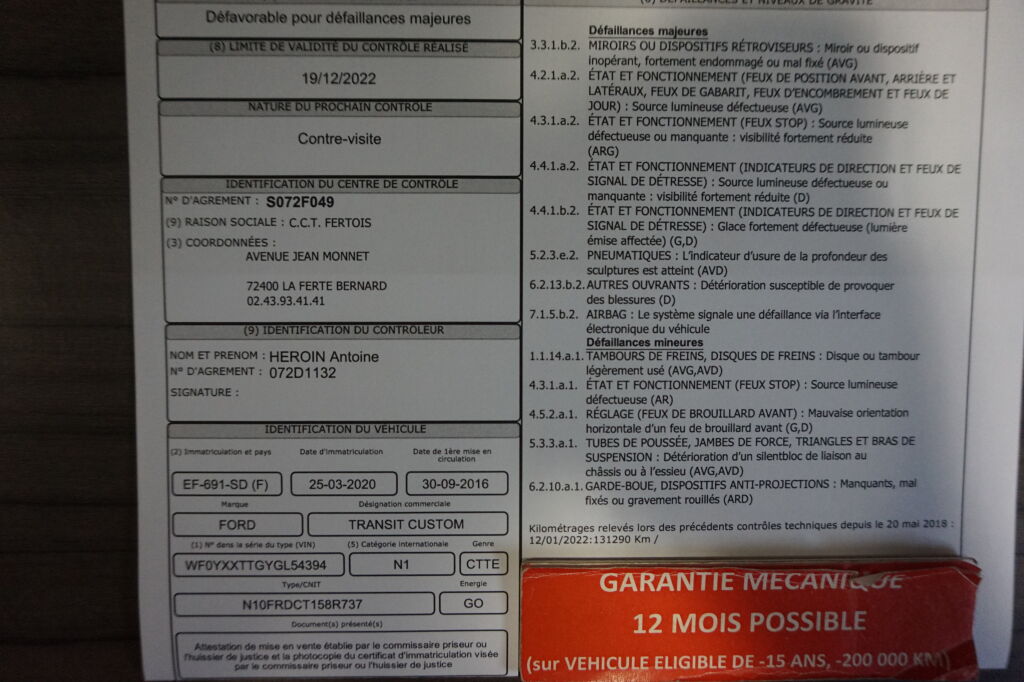 Défavorable pour défaillances majeures
(8) LIMITE DE VALIDITÉ DU CONTRÔLE RÉALISÉ
19/12/2022
NATURE DU PROCHAIN CONTRÔLE
Contre-visite
IDENTIFICATION DU CENTRE DE CONTRÔLE
N° D'AGREMENT : S072F049
(9) RAISON SOCIALE : C.C.T. FERTOIS
(3) COORDONNÉES :
AVENUE JEAN MONNET
72400 LA FERTE BERNARD
02.43.93.41.41
(9) IDENTIFICATION DU CONTRÔLEUR
NOM ET PRENOM : HEROIN Antoine
N° D'AGREMENT : 072D1132
SIGNATURE :
IDENTIFICATION DU VÉHICULE
(2) Immatriculation et pays
Date d'immatriculation
Date de 1ère mise en
circulation
EF-691-SD (F)
25-03-2020
30-09-2016
Marque
Désignation commerciale
FORD
TRANSIT CUSTOM
(1) N° dans la série du type (VIN)
(5) Catégorie internationale
Genre
WF0YXXTTGYGL54394
N1
CTTE
Type/CNIT
Energie
N10FRDCT158R737
GO
Document(s) présenté(s)
Attestation de mise en vente établie par le commissaire priseur ou
l'huissier de justice et la photocopie du certificat d'immatriculation visée
par le commissaire priseur ou l'huissier de justice
DÉFAILLANCES ET NIVEAUX DE GRAVITÉ
Défaillances majeures
3.3.1.b.2. MIROIRS OU DISPOSITIFS RÉTROVISEURS : Miroir ou dispositif
inopérant, fortement endommagé ou mal fixé (AVG)
4.2.1.a.2. ÉTAT ET FONCTIONNEMENT (FEUX DE POSITION AVANT, ARRIÈRE ET
LATÉRAUX, FEUX DE GABARIT, FEUX D'ENCOMBREMENT ET FEUX DE
JOUR) : Source lumineuse défectueuse (AVG)
4.3.1.a.2. ÉTAT ET FONCTIONNEMENT (FEUX STOP) : Source lumineuse
défectueuse ou manquante : visibilité fortement réduite
(ARG)
4.4.1.a.2. ÉTAT ET FONCTIONNEMENT (INDICATEURS DE DIRECTION ET FEUX DE
SIGNAL DE DÉTRESSE) : Source lumineuse défectueuse ou
manquante : visibilité fortement réduite (D)
4.4.1.b.2. ÉTAT ET FONCTIONNEMENT (INDICATEURS DE DIRECTION ET FEUX DE
SIGNAL DE DÉTRESSE) : Glace fortement défectueuse (lumière
émise affectée) (G,D)
5.2.3.e.2. PNEUMATIQUES : L'indicateur d'usure de la profondeur des
sculptures est atteint (AVD)
6.2.13.b.2. AUTRES OUVRANTS : Détérioration susceptible de provoquer
des blessures (D)
7.1.5.b.2. AIRBAG : Le système signale une défaillance via l'interface
électronique du véhicule
Défaillances mineures
1.1.14.a.1. TAMBOURS DE FREINS, DISQUES DE FREINS : Disque ou tambour
légèrement usé (AVG,AVD)
4.3.1.a.1. ÉTAT ET FONCTIONNEMENT (FEUX STOP) : Source lumineuse
défectueuse (AR)
4.5.2.a.1. RÉGLAGE (FEUX DE BROUILLARD AVANT) : Mauvaise orientation
horizontale d'un feu de brouillard avant (G,D)
5.3.3.a.1. TUBES DE POUSSÉE, JAMBES DE FORCE, TRIANGLES ET BRAS DE
SUSPENSION : Détérioration d'un silentbloc de liaison au
châssis ou à l'essieu (AVG,AVD)
6.2.10.a.1. GARDE-BOUE, DISPOSITIFS ANTI-PROJECTIONS : Manquants, mal
fixés ou gravement rouillés (ARD)
Kilométrages relevés lors des précédents contrôles techniques depuis le 20 mai 2018 :
12/01/2022:131290 Km /
GARANTIE MECANIQUE
12 MOIS POSSIBLE
(sur VEHICULE ELIGIBLE DE -15 ANS, -200 000 KM)